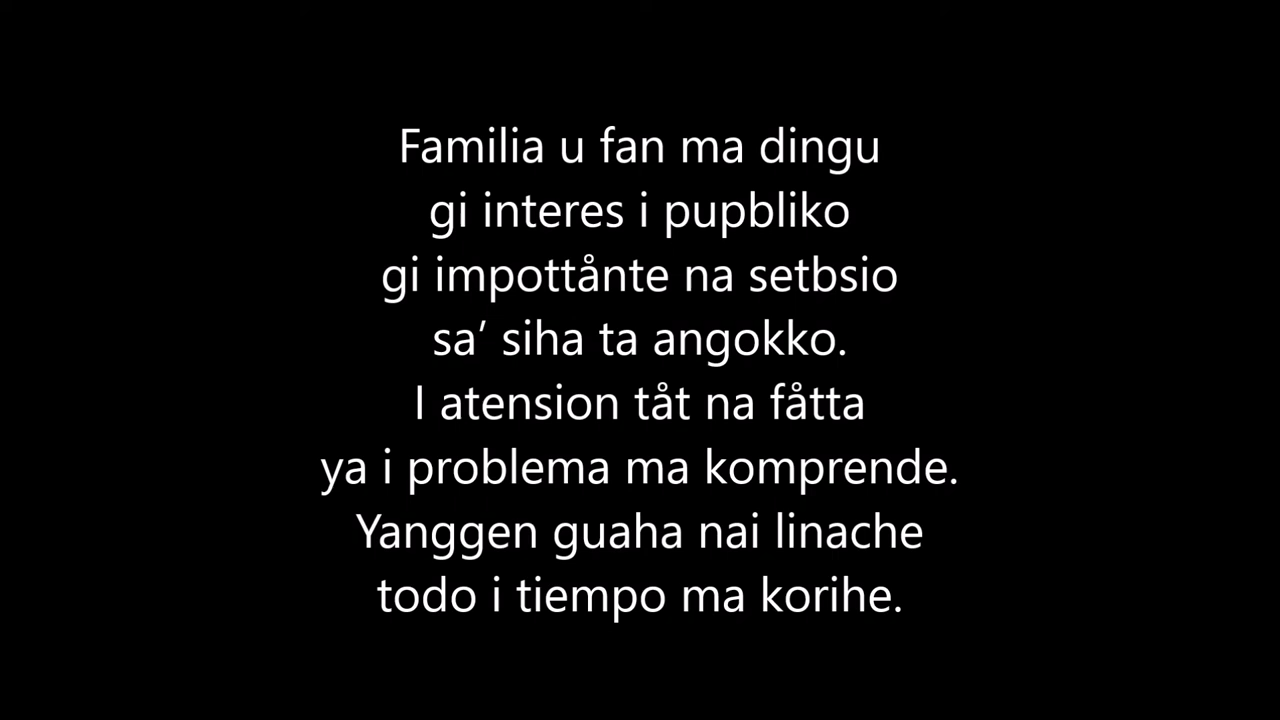 Familia u fan ma dingu
gi interes i pupbliko
gi impottånte na setbsio
sa’ siha ta angokko.
I atension tåt na fåtta
ya i problema ma komprende.
Yanggen guaha nai linache
todo i tiempo ma korihe.